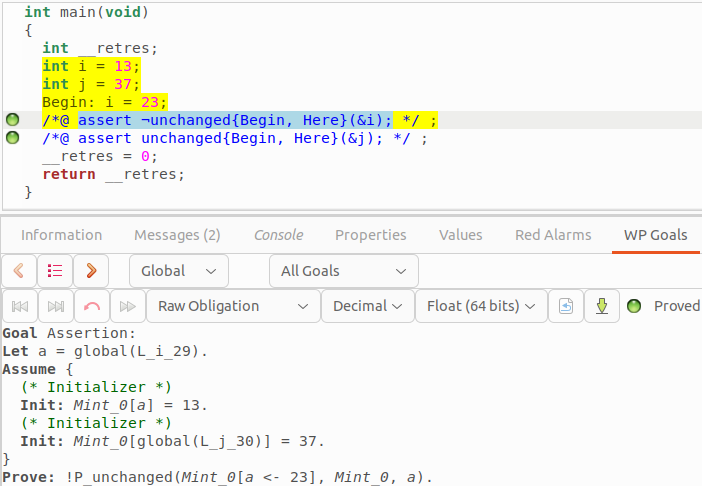 int main(void)
{
int __retres;
int i = 13;
int j = 37;
Begin: i = 23;
/*@ assert ¬unchanged{Begin, Here}(&i); */ ;
/*@ assert unchanged{Begin, Here}(&j); */ ;
__retres = 0;
return __retres;
}
Information Messages (2) Console Properties Values Red Alarms WP Goals
Global All Goals
Raw Obligation Decimal Float (64 bits) Proved
Goal Assertion:
Let a = global(L_i_29).
Assume {
(* Initializer *)
Init: Mint_0[a] = 13.
(* Initializer *)
Init: Mint_0[global(L_j_30)] = 37.
}
Prove: !P_unchanged(Mint_0[a <- 23], Mint_0, a).